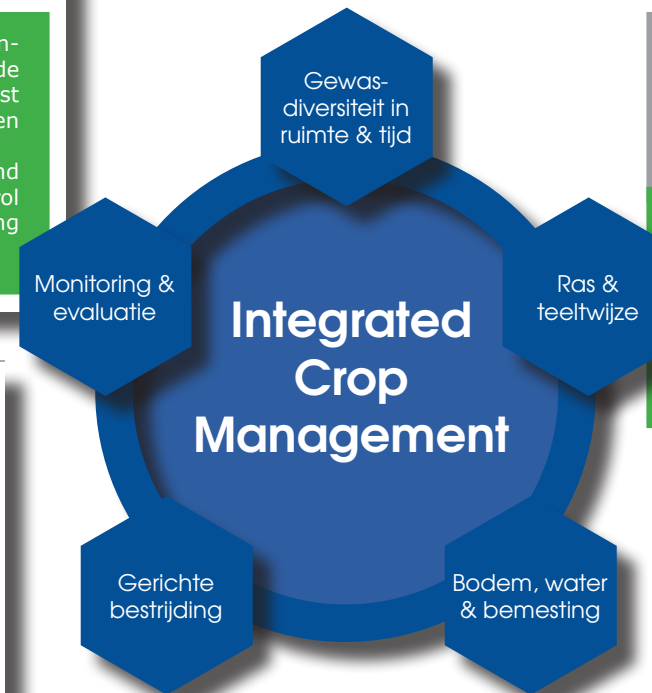 Gewas-
diversiteit in
ruimte & tijd
Ras &
teeltwijze
Bodem, water
& bemesting
Gerichte
bestrijding
Monitoring &
evaluatie
Integrated
Crop
Management